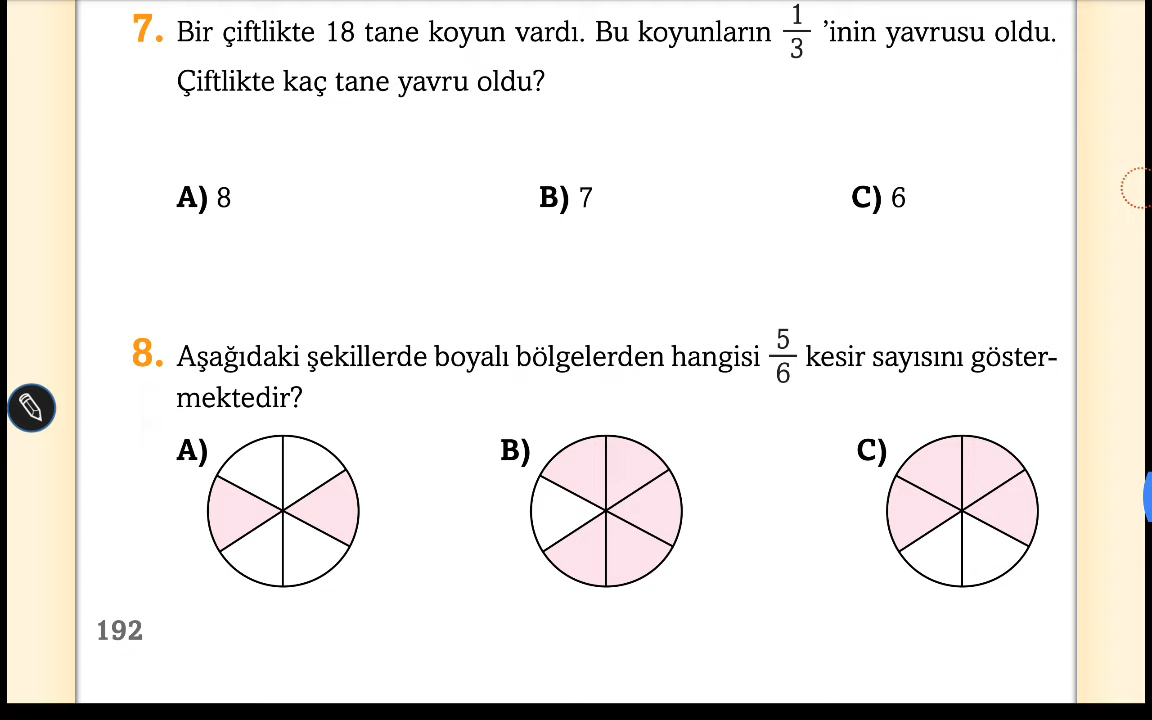 7. Bir çiftlikte 18 tane koyun vardı. Bu koyunların 1/3 ’inin yavrusu oldu.
Çiftlikte kaç tane yavru oldu?
A) 8 B) 7 C) 6
8. Aşağıdaki şekillerde boyalı bölgelerden hangisi 5/6 kesir sayısını göster-
mektedir?
A) B) C)
192